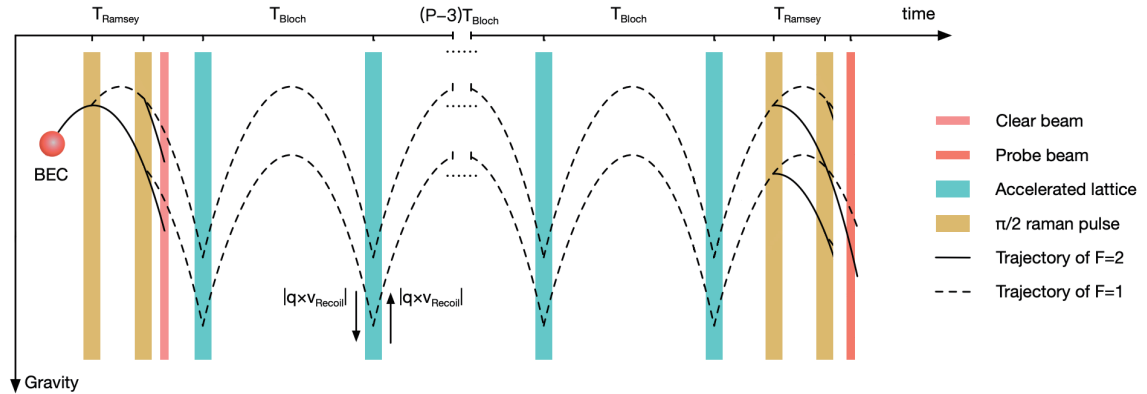 T_Ramsey T_Bloch (P−3)T_Bloch T_Bloch T_Ramsey time
BEC
|q×v_Recoil| |q×v_Recoil|
Gravity
Clear beam
Probe beam
Accelerated lattice
π/2 raman pulse
Trajectory of F=2
Trajectory of F=1